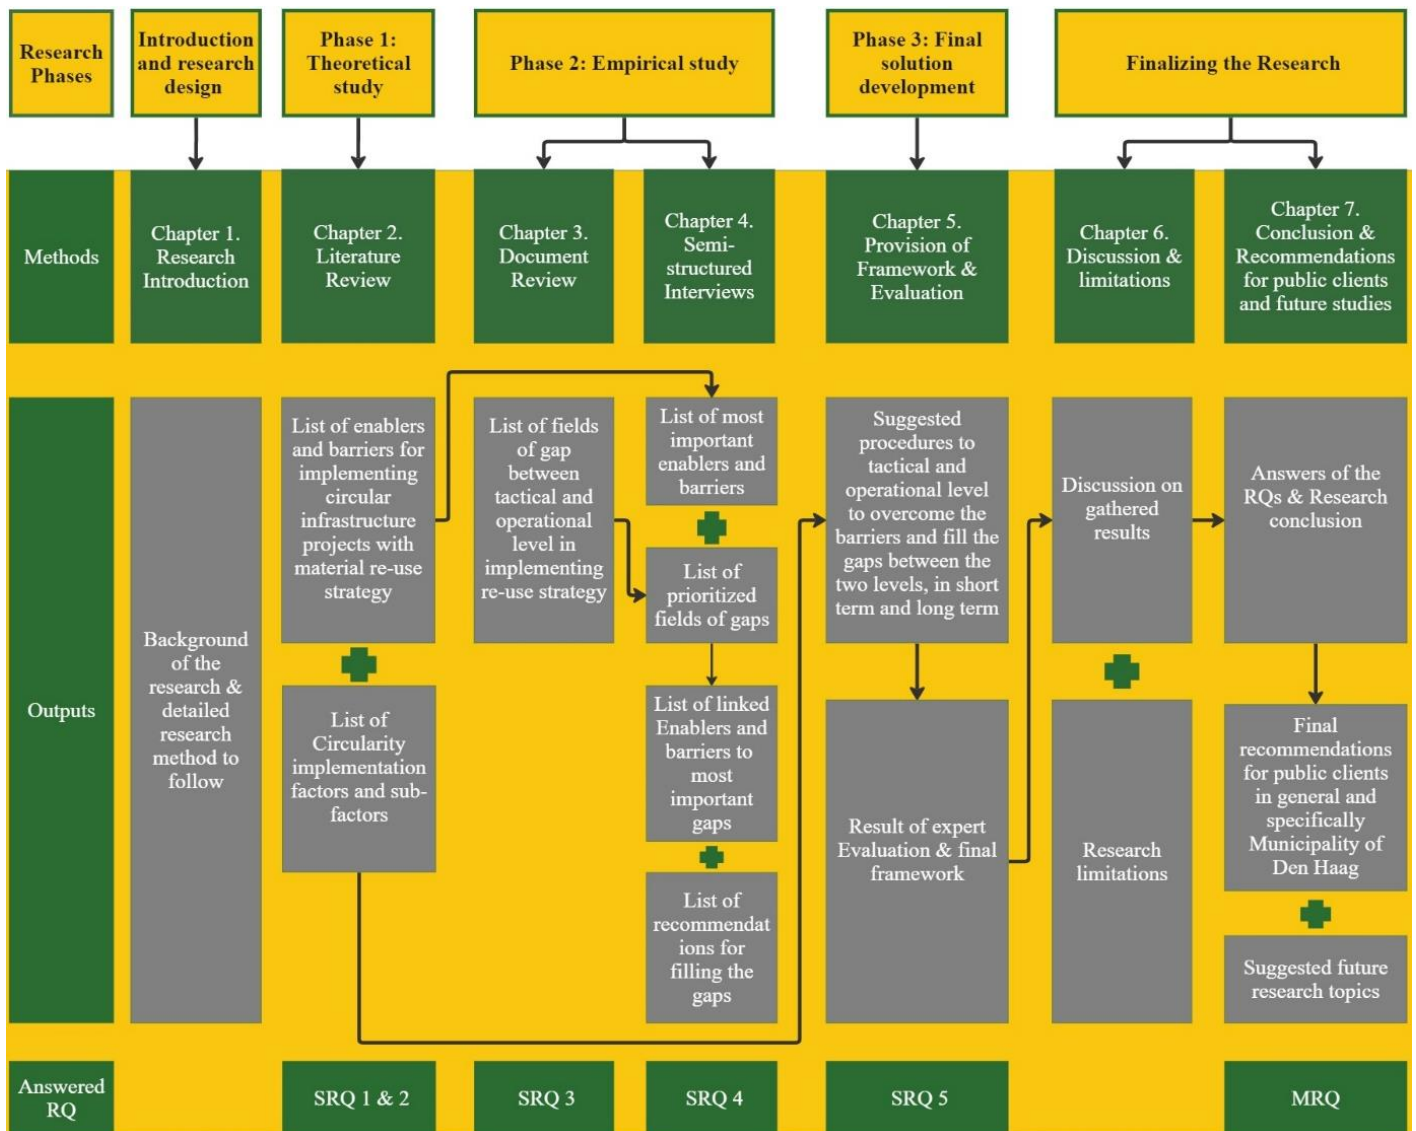 Research
Phases
Introduction
and research
design
Phase 1:
Theoretical
study
Phase 2: Empirical study
Phase 3: Final
solution
development
Finalizing the Research
Methods
Chapter 1.
Research
Introduction
Chapter 2.
Literature
Review
Chapter 3.
Document
Review
Chapter 4.
Semi-
structured
Interviews
Chapter 5.
Provision of
Framework &
Evaluation
Chapter 6.
Discussion &
limitations
Chapter 7.
Conclusion &
Recommendations
for public clients
and future studies
Outputs
Background
of the
research &
detailed
research
method to
follow
List of enablers
and barriers for
implementing
circular
infrastructure
projects with
material re-use
strategy
List of
Circularity
implementation
factors and sub-
factors
List of fields
of gap
between
tactical and
operational
level in
implementing
re-use strategy
List of most
important
enablers and
barriers
List of
prioritized
fields of gaps
List of linked
Enablers and
barriers to
most
important
gaps
List of
recommendat
ions for
filling the
gaps
Suggested
procedures to
tactical and
operational level
to overcome the
barriers and fill the
gaps between the
two levels, in short
term and long term
Result of expert
Evaluation & final
framework
Discussion on
gathered
results
Research
limitations
Answers of the
RQs & Research
conclusion
Final
recommendations
for public clients
in general and
specifically
Municipality of
Den Haag
Suggested future
research topics
Answered
RQ
SRQ 1 & 2
SRQ 3
SRQ 4
SRQ 5
MRQ